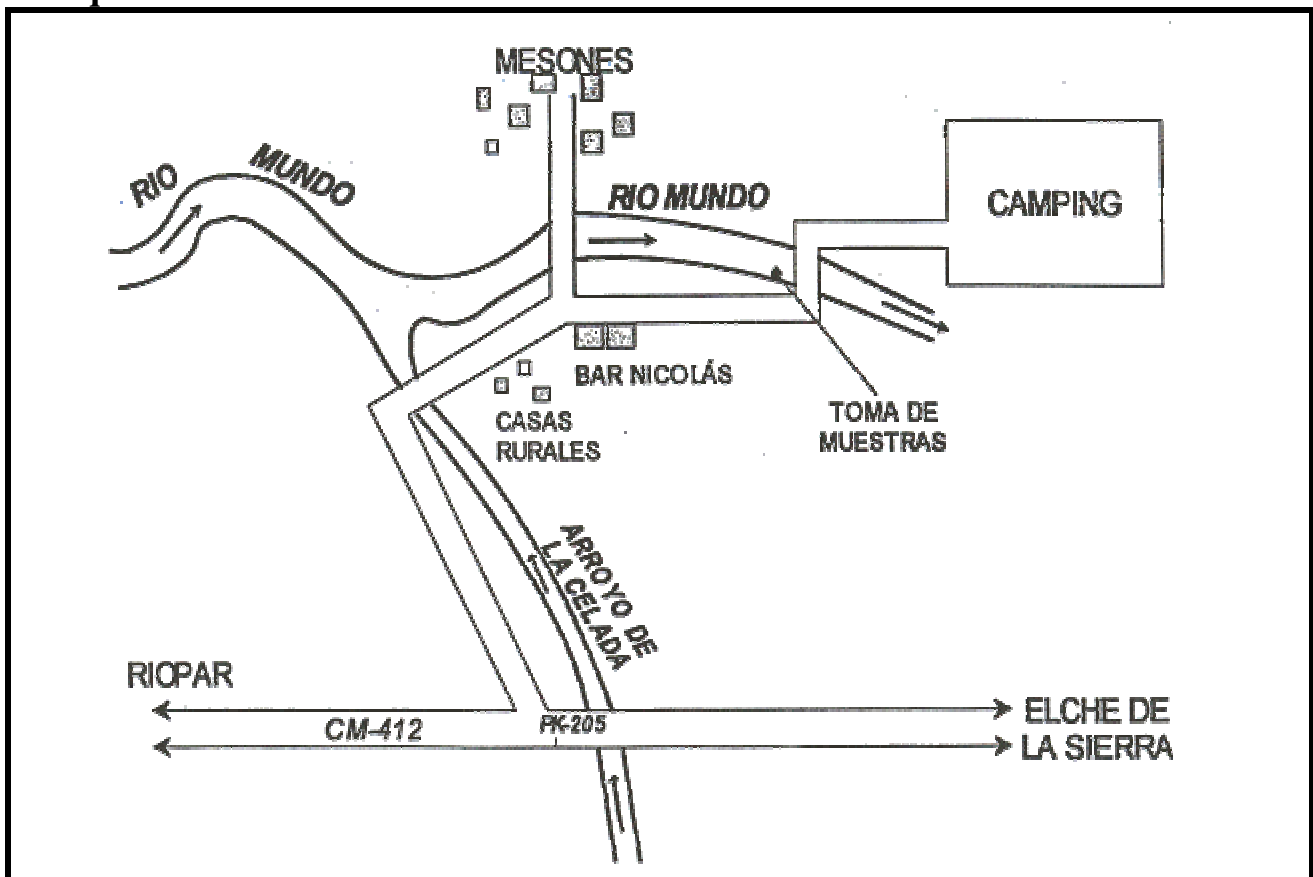 MESONES
RIO MUNDO
RIO MUNDO
CAMPING
BAR NICOLÁS
CASAS
RURALES
TOMA DE
MUESTRAS
ARROYO DE
LA CELADA
RIOPAR
CM-412
PK-205
ELCHE DE
LA SIERRA